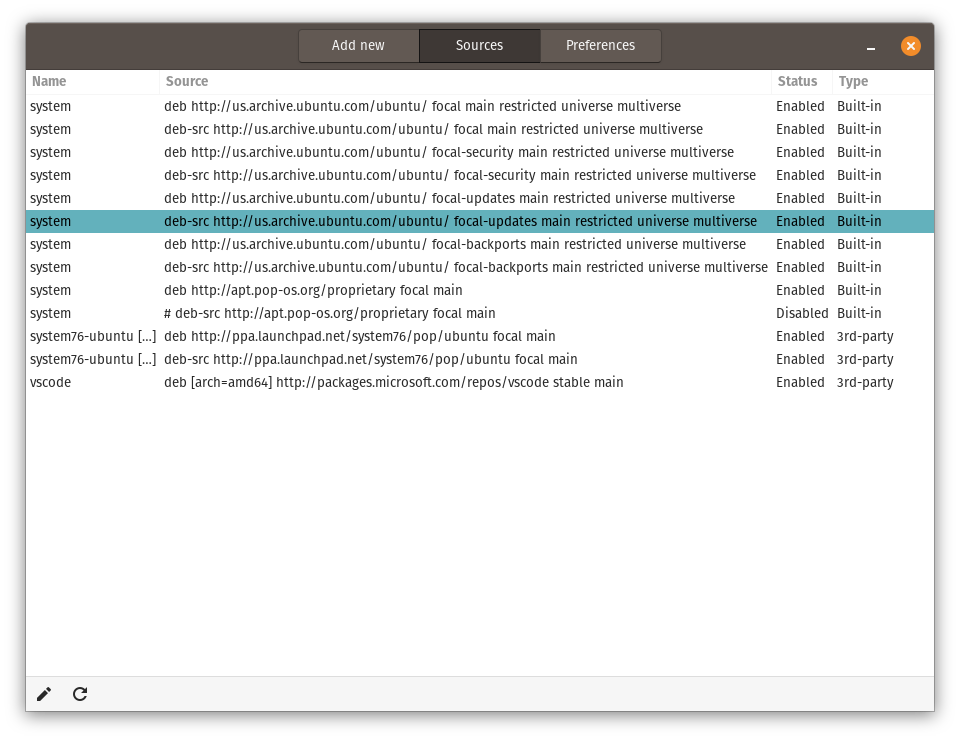 Add new Sources Preferences
Name Source Status Type
system deb http://us.archive.ubuntu.com/ubuntu/ focal main restricted universe multiverse Enabled Built-in
system deb-src http://us.archive.ubuntu.com/ubuntu/ focal main restricted universe multiverse Enabled Built-in
system deb http://us.archive.ubuntu.com/ubuntu/ focal-security main restricted universe multiverse Enabled Built-in
system deb-src http://us.archive.ubuntu.com/ubuntu/ focal-security main restricted universe multiverse Enabled Built-in
system deb http://us.archive.ubuntu.com/ubuntu/ focal-updates main restricted universe multiverse Enabled Built-in
system deb-src http://us.archive.ubuntu.com/ubuntu/ focal-updates main restricted universe multiverse Enabled Built-in
system deb http://us.archive.ubuntu.com/ubuntu/ focal-backports main restricted universe multiverse Enabled Built-in
system deb-src http://us.archive.ubuntu.com/ubuntu/ focal-backports main restricted universe multiverse Enabled Built-in
system deb http://apt.pop-os.org/proprietary focal main Enabled Built-in
system # deb-src http://apt.pop-os.org/proprietary focal main Disabled Built-in
system76-ubuntu [...] deb http://ppa.launchpad.net/system76/pop/ubuntu focal main Enabled 3rd-party
system76-ubuntu [...] deb-src http://ppa.launchpad.net/system76/pop/ubuntu focal main Enabled 3rd-party
vscode deb [arch=amd64] http://packages.microsoft.com/repos/vscode stable main Enabled 3rd-party